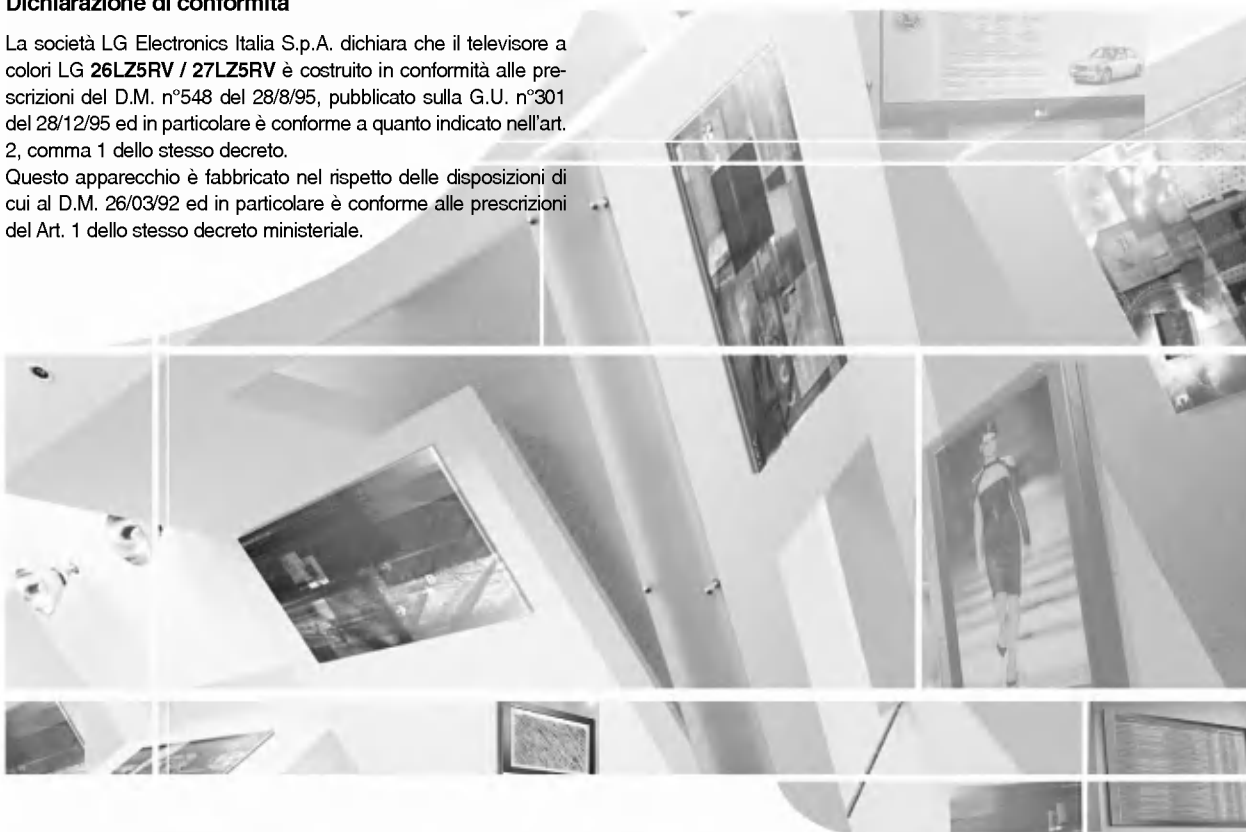 Dichiarazione di conformità
La società LG Electronics Italia S.p.A. dichiara che il televisore a
colori LG 26LZ5RV / 27LZ5RV è costruito in conformità alle pre-
scrizioni del D.M. n°548 del 28/8/95, pubblicato sulla G.U. n°301
del 28/12/95 ed in particolare è conforme a quanto indicato nell'art.
2, comma 1 dello stesso decreto.
Questo apparecchio è fabbricato nel rispetto delle disposizioni di
cui al D.M. 26/03/92 ed in particolare è conforme alle prescrizioni
del Art. 1 dello stesso decreto ministeriale.